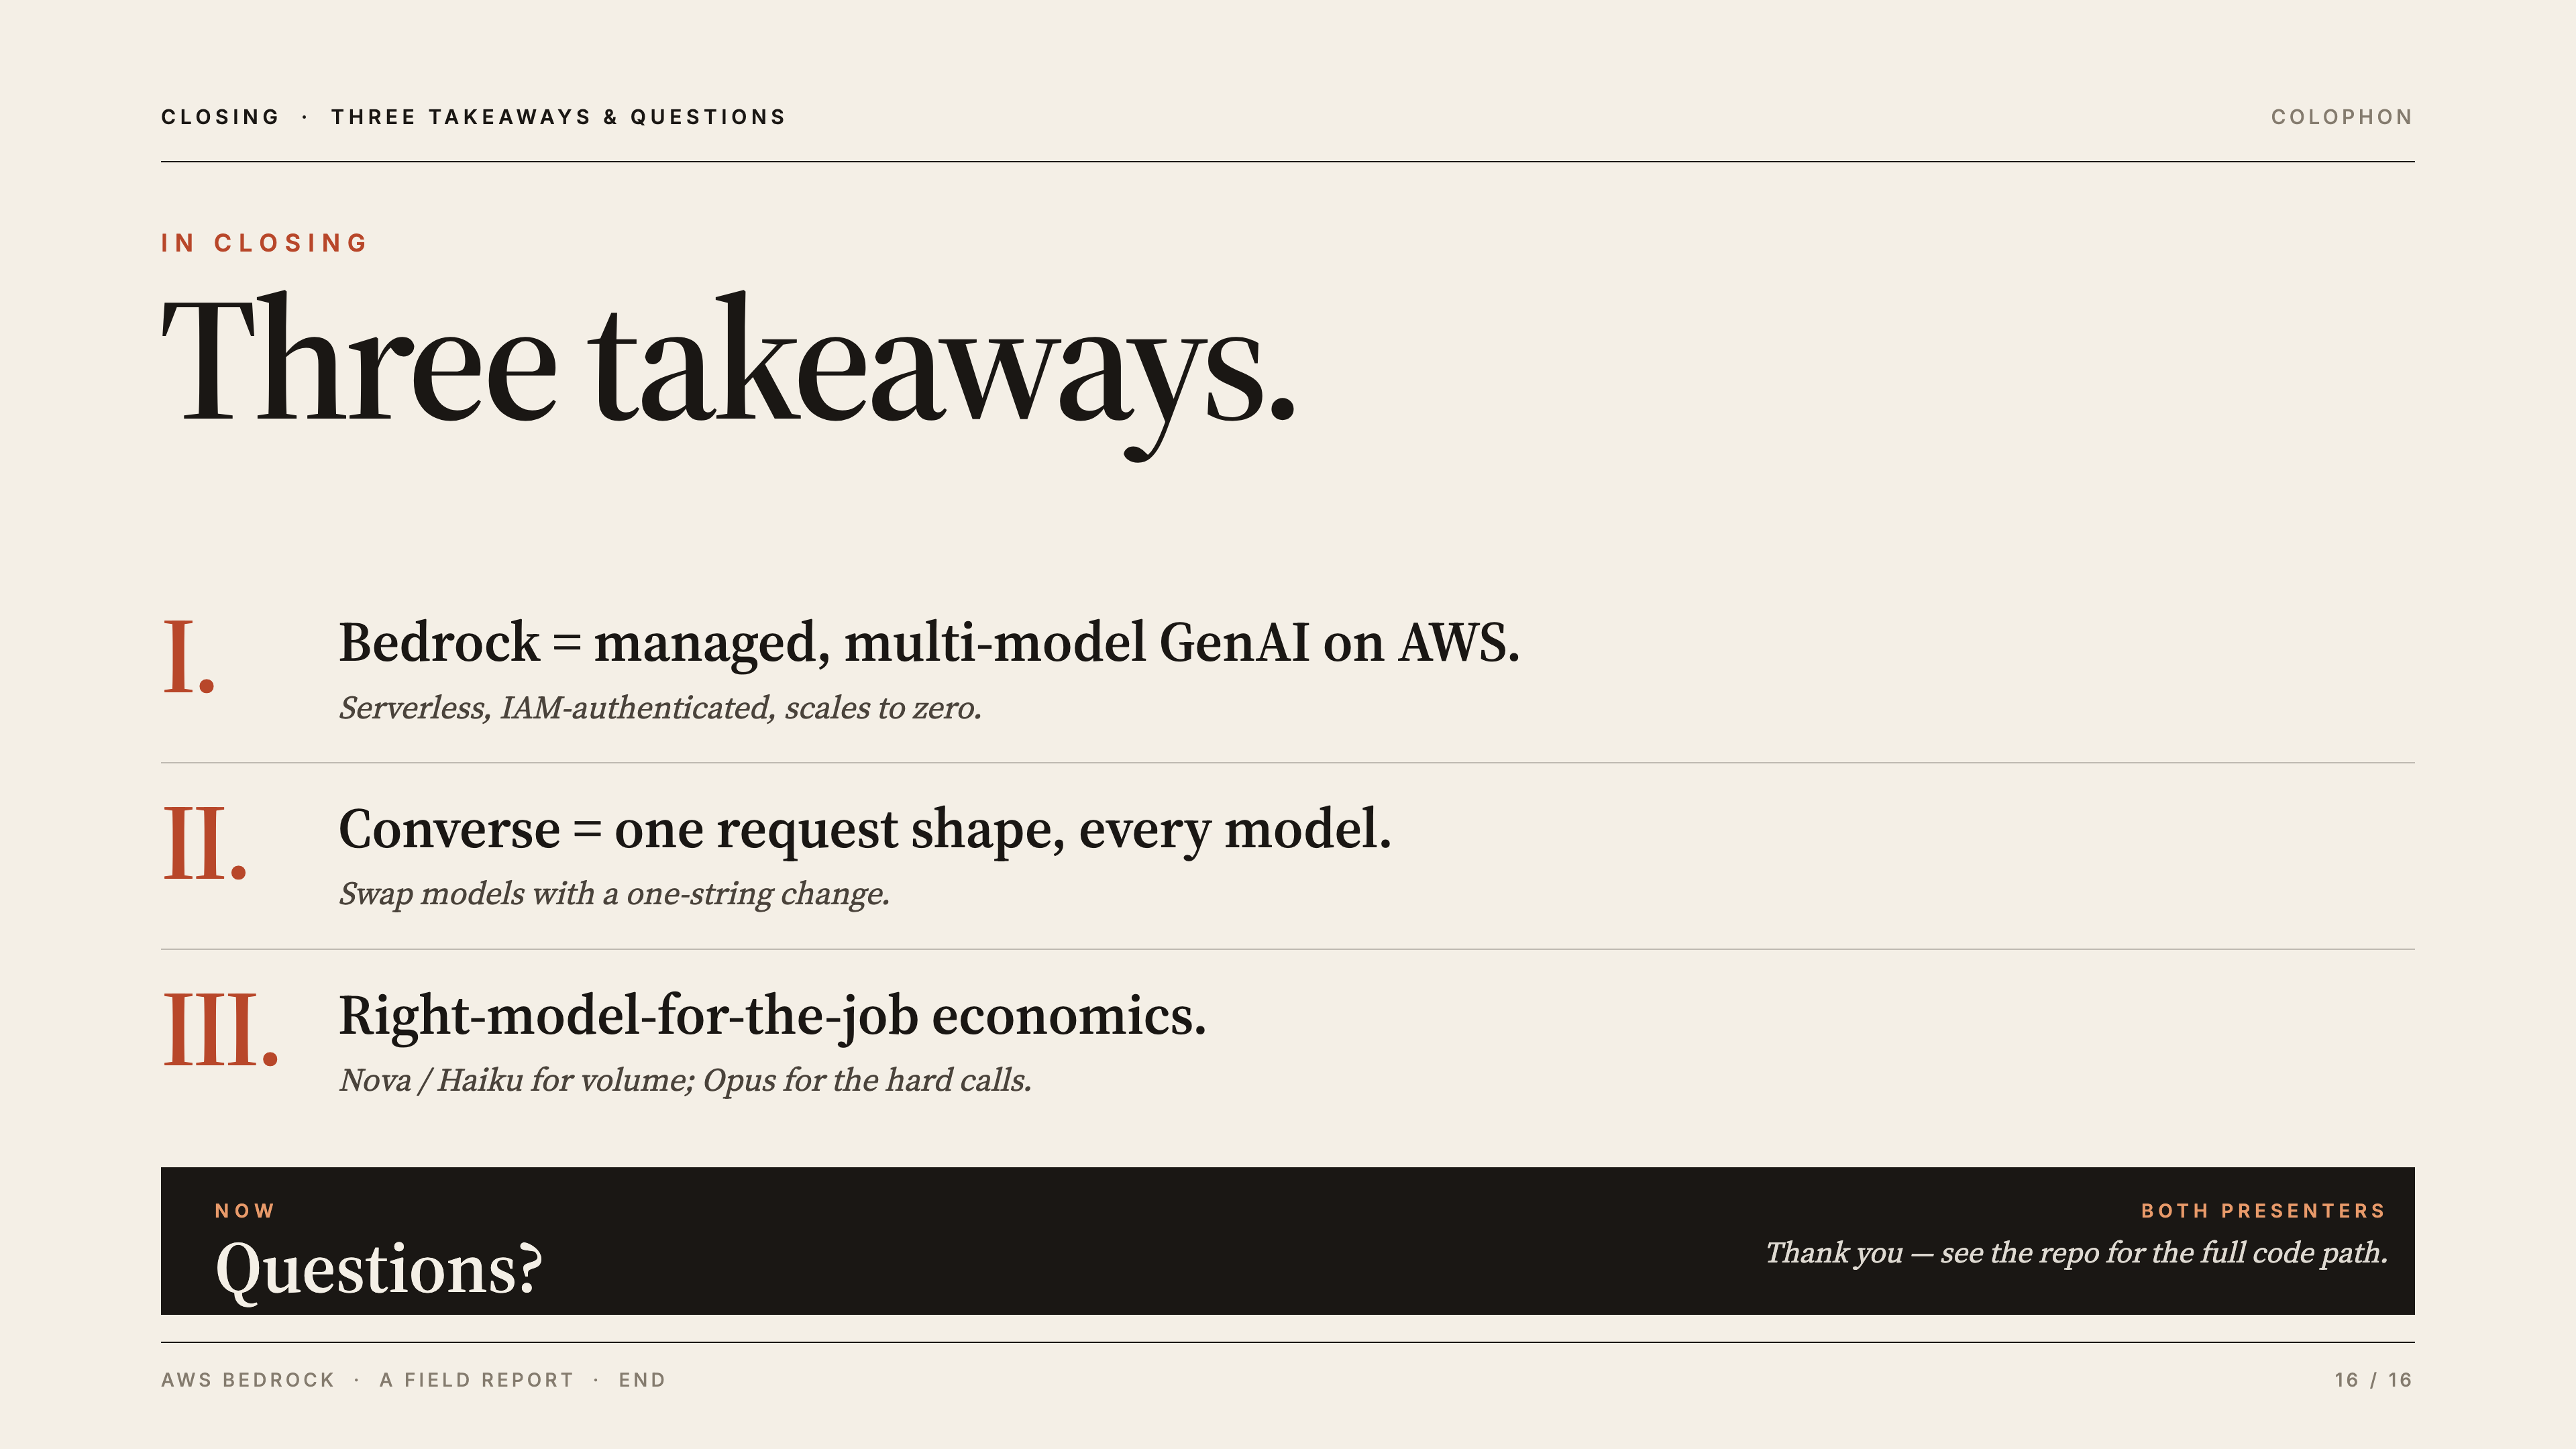 CLOSING · THREE TAKEAWAYS & QUESTIONS
COLOPHON
IN CLOSING
Three takeaways.
I.
Bedrock = managed, multi-model GenAI on AWS.
Serverless, IAM-authenticated, scales to zero.
II.
Converse = one request shape, every model.
Swap models with a one-string change.
III.
Right-model-for-the-job economics.
Nova / Haiku for volume; Opus for the hard calls.
NOW
Questions?
BOTH PRESENTERS
Thank you — see the repo for the full code path.
AWS BEDROCK · A FIELD REPORT · END
16 / 16